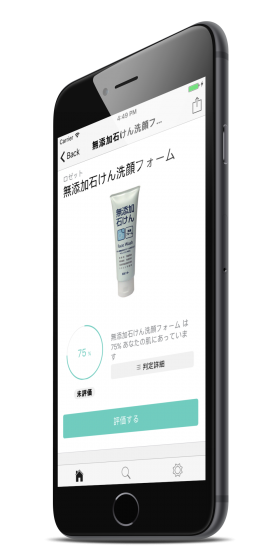 Carrier
4:49 PM
Back
無添加石けん洗顔フ...
ロゼット
無添加石けん洗顔フォーム
無添加
石けん
Face Wash
75 %
無添加石けん洗顔フォーム は
75% あなたの肌にあっていま
す
判定詳細
未評価
評価する